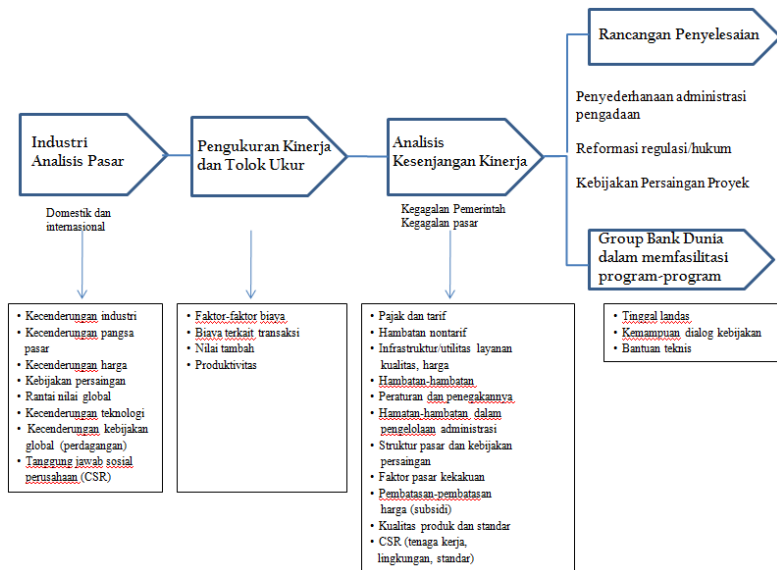 Rancangan Penyelesaian
Penyederhanaan administrasi
pengadaan
Reformasi regulasi/hukum
Kebijakan Persaingan Proyek
Industri
Analisis Pasar
Pengukuran Kinerja
dan Tolok Ukur
Analisis
Kesenjangan Kinerja
Domestik dan
internasional
Kegagalan Pemerintah
Kegagalan pasar
Group Bank Dunia
dalam memfasilitasi
program-program
• Kecenderungan industri
• Kecenderungan pangsa
pasar
• Kecenderungan harga
• Kebijakan persaingan
• Rantai nilai global
• Kecenderungan teknologi
• Kecenderungan kebijakan
global (perdagangan)
• Tanggung jawab sosial
perusahaan (CSR)
• Faktor-faktor biaya
• Biaya terkait transaksi
• Nilai tambah
• Produktivitas
• Pajak dan tarif
• Hambatan nontarif
• Infrastruktur/utilitas layanan
kualitas, harga
• Hambatan-hambatan
• Peraturan dan penegakannya
• Hamatan-hambatan dalam
pengelolaan administrasi
• Struktur pasar dan kebijakan
persaingan
• Faktor pasar kekakuan
• Pembatasan-pembatasan
harga (subsidi)
• Kualitas produk dan standar
• CSR (tenaga kerja,
lingkungan, standar)
• Tinggal landas
• Kemampuan dialog kebijakan
• Bantuan teknis